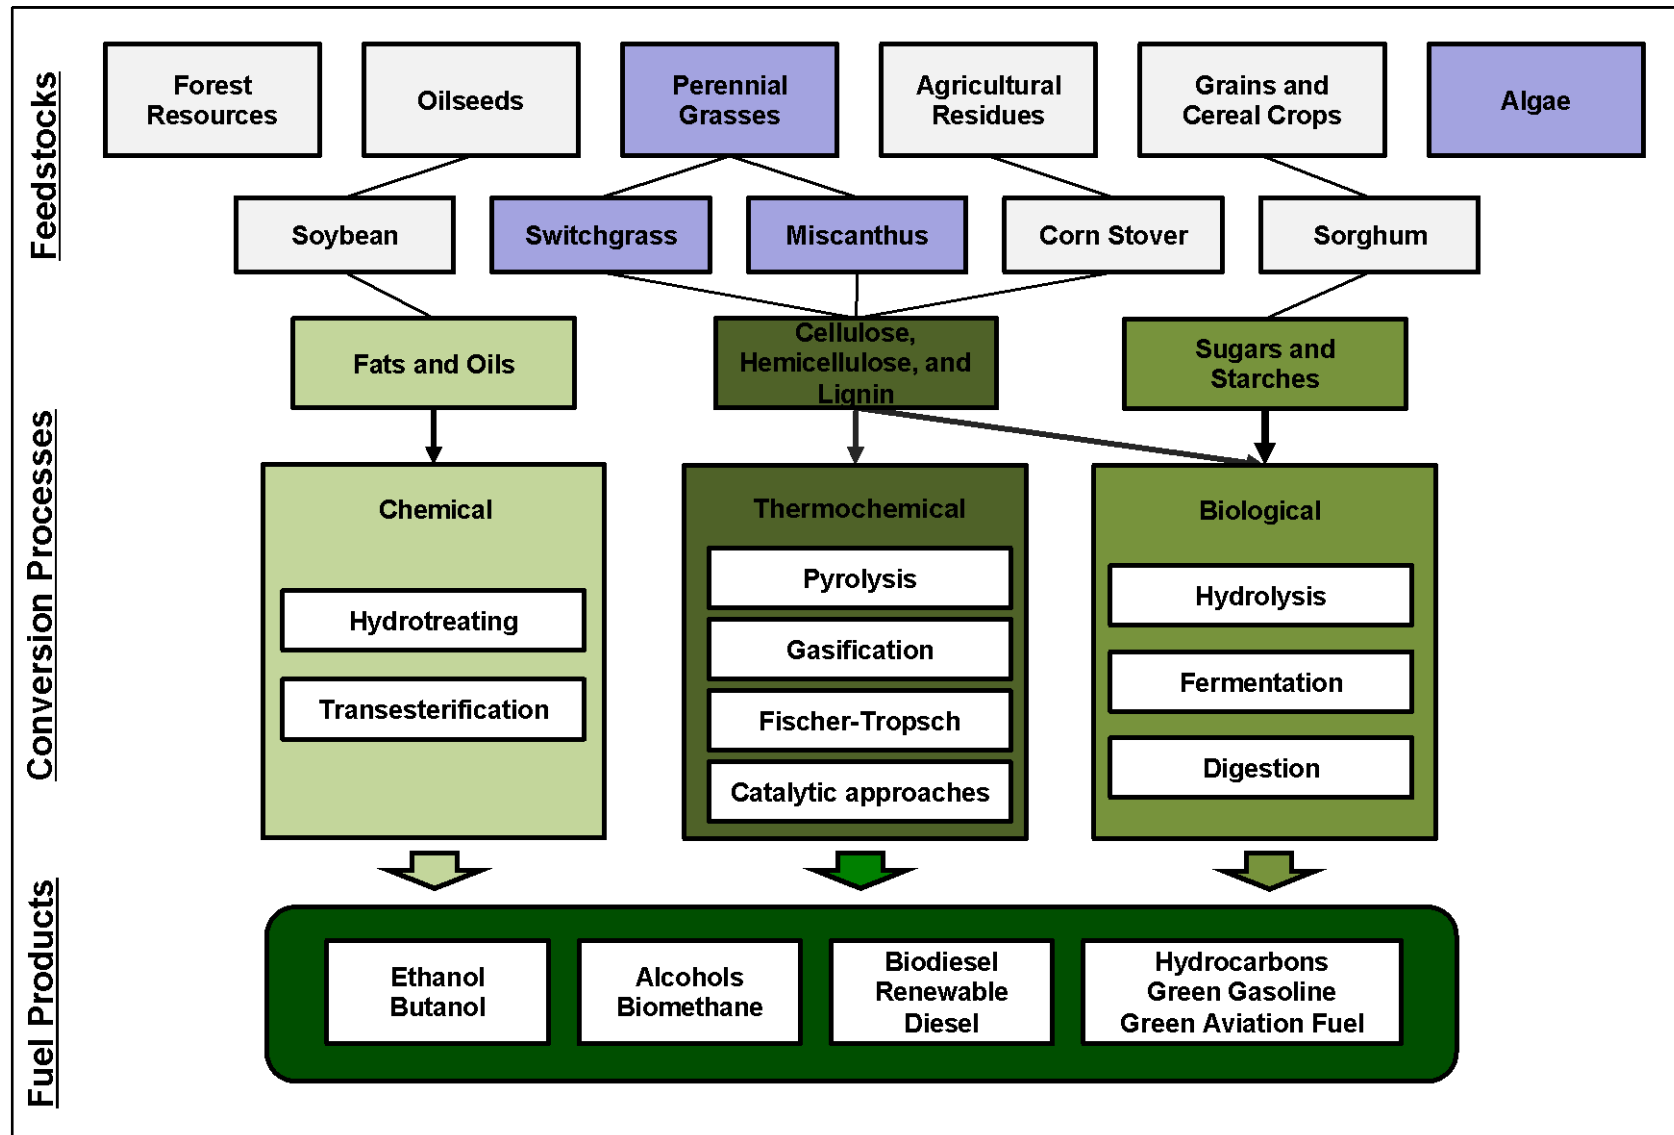 Feedstocks
Forest
Resources
Oilseeds
Perennial
Grasses
Agricultural
Residues
Grains and
Cereal Crops
Algae
Soybean
Switchgrass
Miscanthus
Corn Stover
Sorghum
Fats and Oils
Cellulose,
Hemicellulose, and
Lignin
Sugars and
Starches
Conversion Processes
Chemical
Hydrotreating
Transesterification
Thermochemical
Pyrolysis
Gasification
Fischer-Tropsch
Catalytic approaches
Biological
Hydrolysis
Fermentation
Digestion
Fuel Products
Ethanol
Butanol
Alcohols
Biomethane
Biodiesel
Renewable
Diesel
Hydrocarbons
Green Gasoline
Green Aviation Fuel